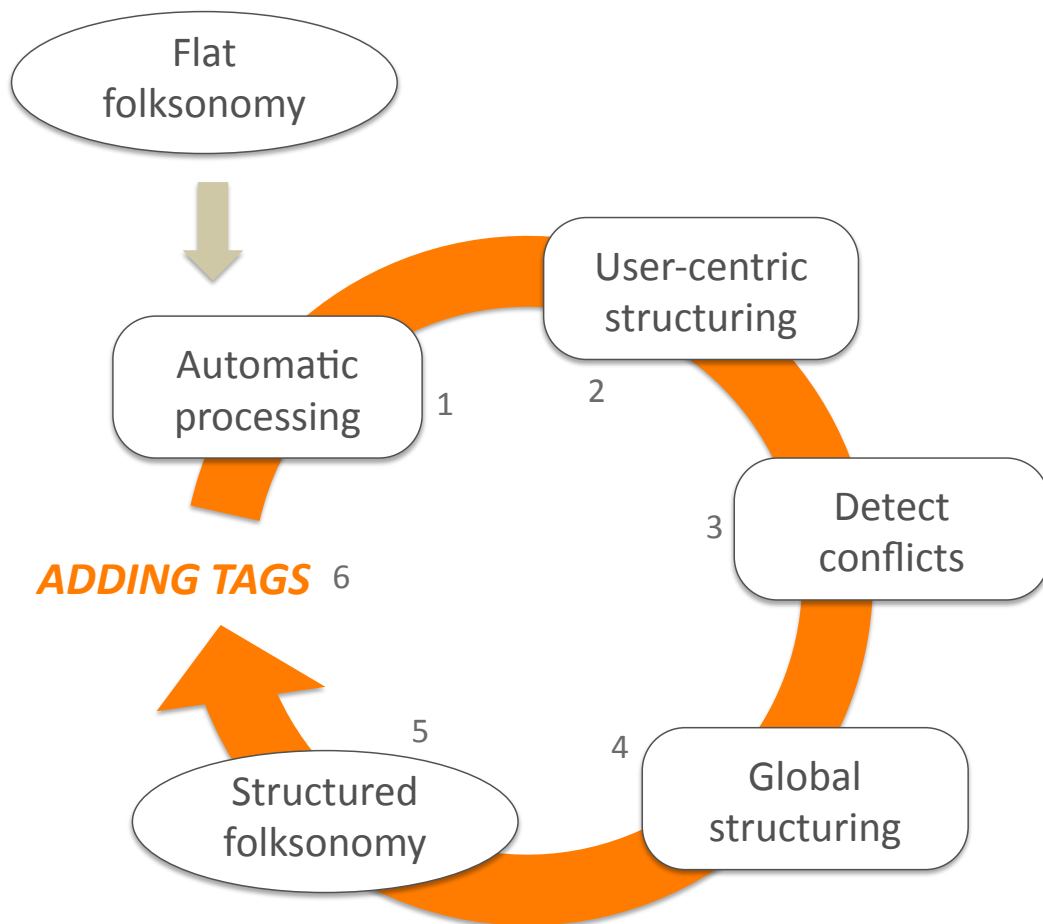 Flat
folksonomy
User-centric
structuring
2
Automatic
processing
1
3
Detect
conflicts
ADDING TAGS 6
4
Global
structuring
5
Structured
folksonomy